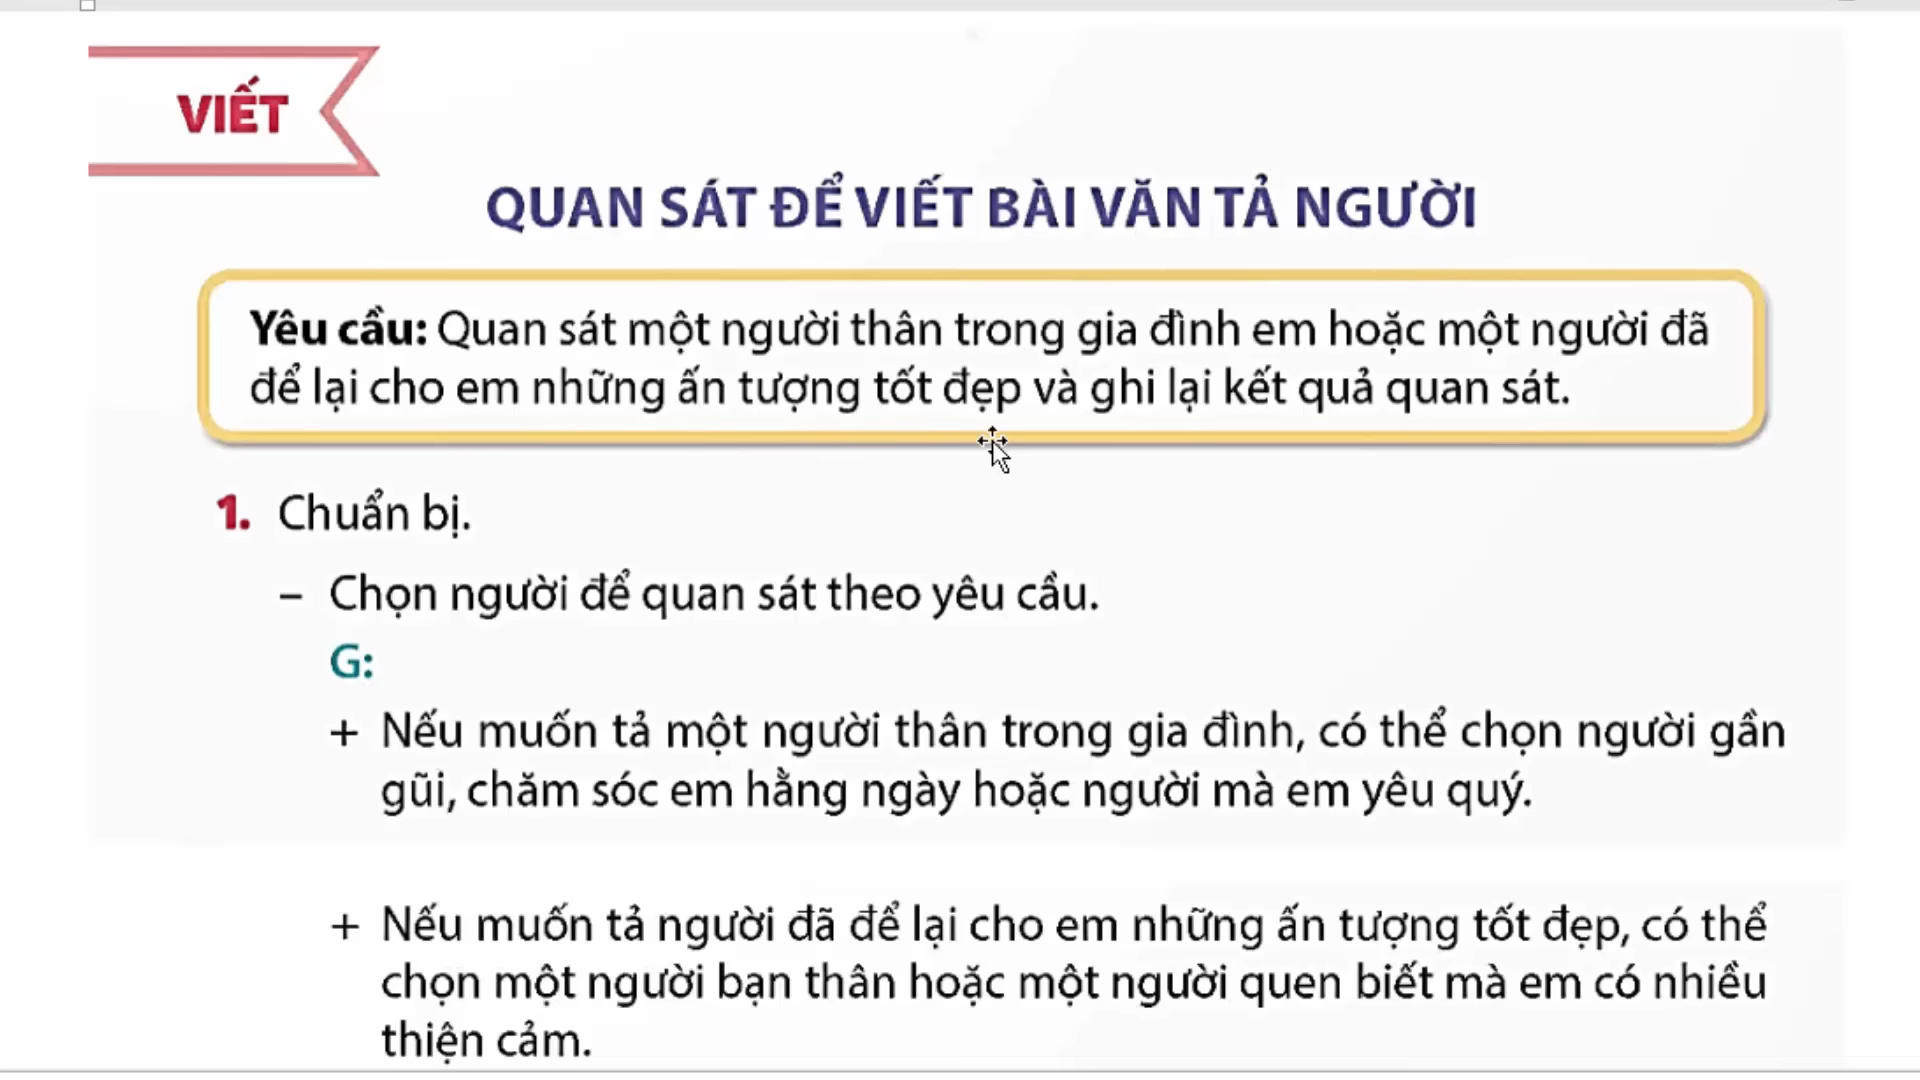 VIẾT
QUAN SÁT ĐỂ VIẾT BÀI VĂN TẢ NGƯỜI
Yêu cầu: Quan sát một người thân trong gia đình em hoặc một người đã
để lại cho em những ấn tượng tốt đẹp và ghi lại kết quả quan sát.
1. Chuẩn bị.
– Chọn người để quan sát theo yêu cầu.
G:
+ Nếu muốn tả một người thân trong gia đình, có thể chọn người gần
gũi, chăm sóc em hằng ngày hoặc người mà em yêu quý.
+ Nếu muốn tả người đã để lại cho em những ấn tượng tốt đẹp, có thể
chọn một người bạn thân hoặc một người quen biết mà em có nhiều
thiện cảm.